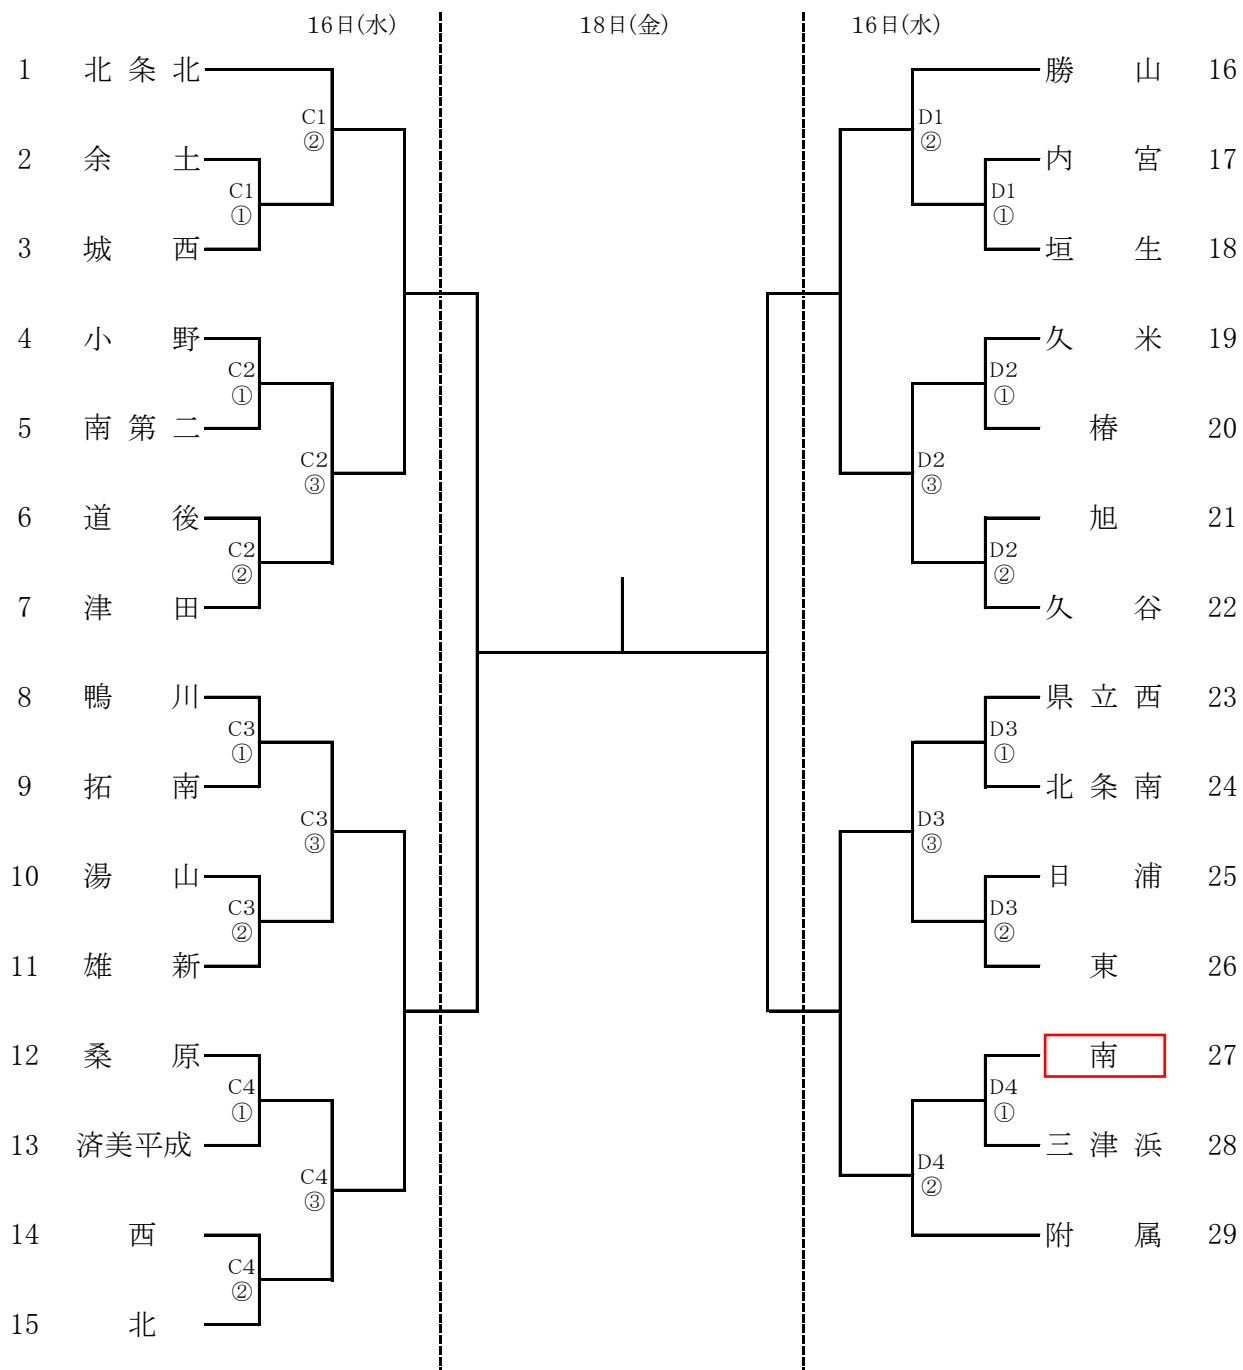 16日(水) 18日(金) 16日(水)
1 北条北 勝山 16
C1 D1
② ②
2 余土 内宮 17
C1 D1
① ①
3 城西 垣生 18
4 小野 久米 19
C2 D2
① ①
5 南第二 椿 20
C2 D2
③ ③
6 道後 旭 21
C2 D2
② ②
7 津田 久谷 22
8 鴨川 県立西 23
C3 D3
① ①
9 拓南 北条南 24
C3 D3
③ ③
10 湯山 日浦 25
C3 D3
② ②
11 雄新 東 26
12 桑原 南 27
C4 D4
① ①
13 済美平成 三津浜 28
C4 D4
③ ②
14 西 附属 29
C4
②
15 北